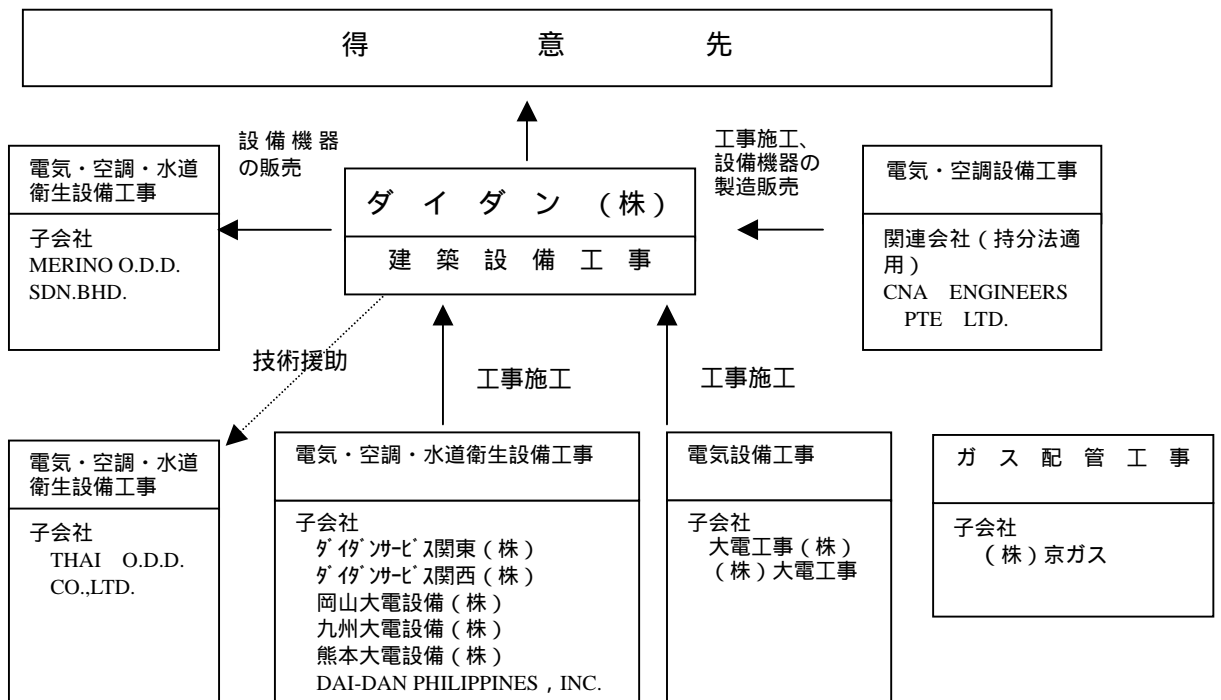 得 意 先
設 備 機 器
の販売
工事施工、
設備機器の
製造販売
電気・空調・水道
衛生設備工事
子会社
MERINO O.D.D.
SDN.BHD.
ダ イ ダ ン （株）
建 築 設 備 工 事
電気・空調設備工事
関連会社（持分法適
用）
CNA ENGINEERS
PTE LTD.
技術援助
工事施工
工事施工
電気・空調・水道
衛生設備工事
子会社
THAI O.D.D.
CO.,LTD.
電気・空調・水道衛生設備工事
子会社
ﾀﾞｲﾀﾞﾝｻｰﾋﾞｽ関東（株）
ﾀﾞｲﾀﾞﾝｻｰﾋﾞｽ関西（株）
岡山大電設備（株）
九州大電設備（株）
熊本大電設備（株）
DAI-DAN PHILIPPINES , INC.
電気設備工事
子会社
大電工事（株）
（株）大電工事
ガ ス 配 管 工 事
子会社
（株）京ガス